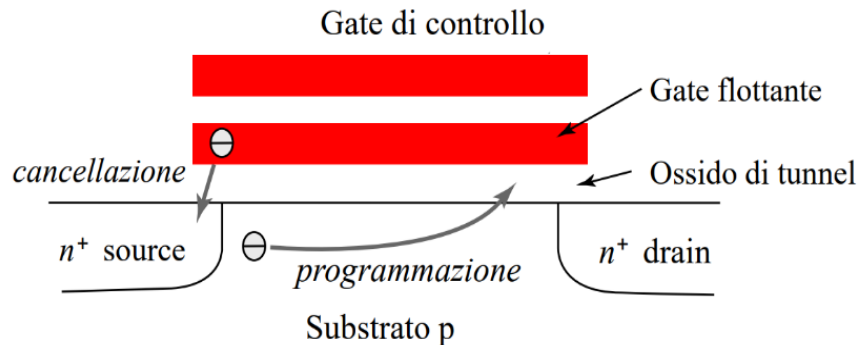 Gate di controllo
Gate flottante
cancellazione
Ossido di tunnel
n+ source
programmazione
n+ drain
Substrato p